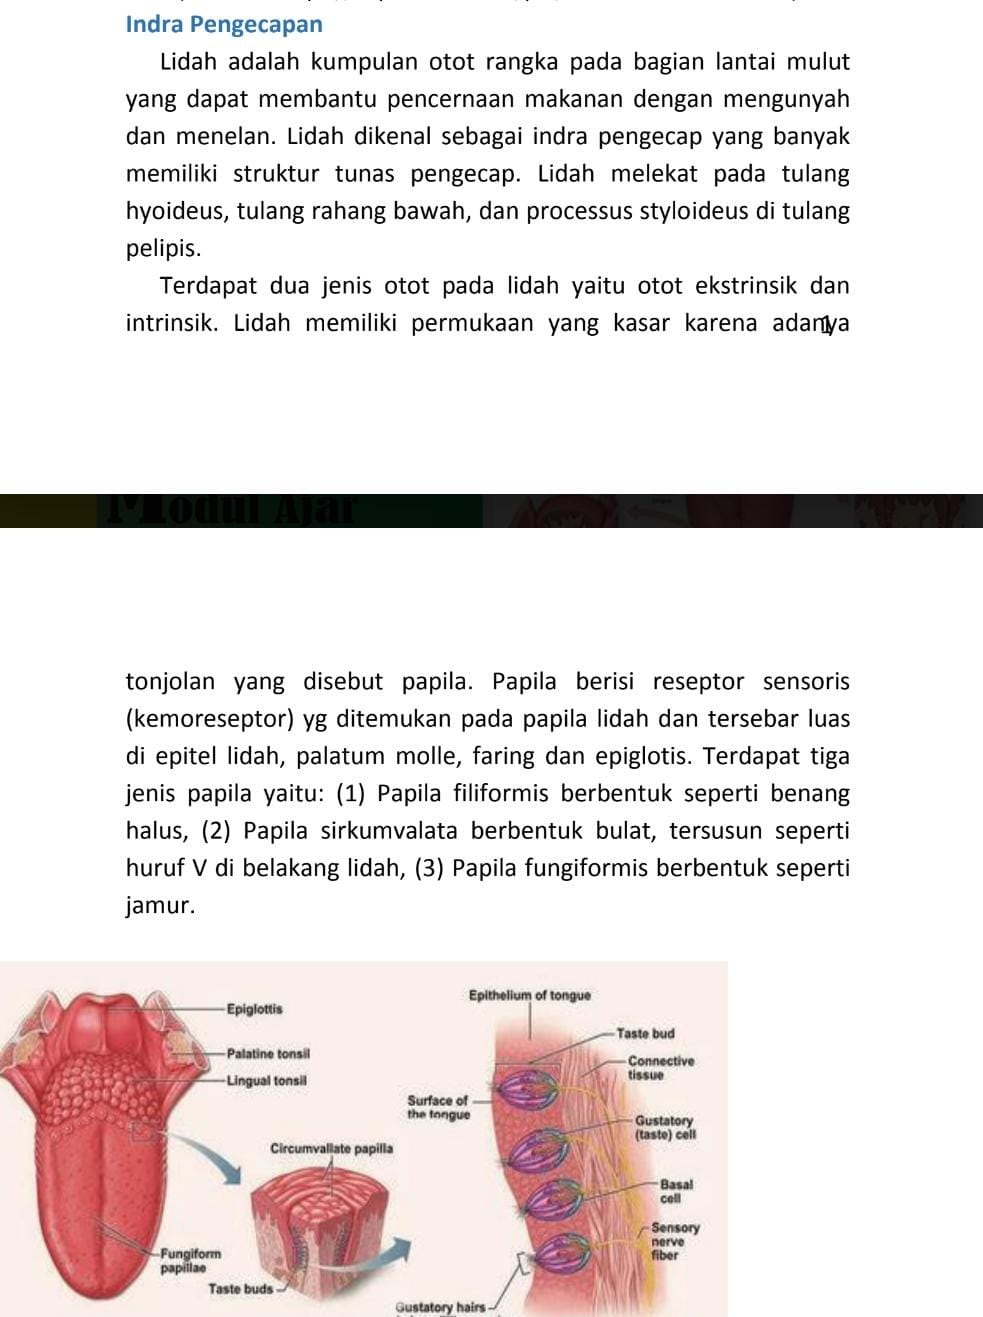 Indra Pengecapan
Lidah adalah kumpulan otot rangka pada bagian lantai mulut
yang dapat membantu pencernaan makanan dengan mengunyah
dan menelan. Lidah dikenal sebagai indra pengecap yang banyak
memiliki struktur tunas pengecap. Lidah melekat pada tulang
hyoideus, tulang rahang bawah, dan processus styloideus di tulang
pelipis.
Terdapat dua jenis otot pada lidah yaitu otot ekstrinsik dan
intrinsik. Lidah memiliki permukaan yang kasar karena adanya
1
Modul Ajar
tonjolan yang disebut papila. Papila berisi reseptor sensoris
(kemoreseptor) yg ditemukan pada papila lidah dan tersebar luas
di epitel lidah, palatum molle, faring dan epiglotis. Terdapat tiga
jenis papila yaitu: (1) Papila filiformis berbentuk seperti benang
halus, (2) Papila sirkumvalata berbentuk bulat, tersusun seperti
huruf V di belakang lidah, (3) Papila fungiformis berbentuk seperti
jamur.
Epiglottis
Palatine tonsil
Lingual tonsil
Circumvallate papilla
Fungiform
papillae
Taste buds
Epithelium of tongue
Taste bud
Connective
tissue
Surface of
the tongue
Gustatory
(taste) cell
Basal
cell
Sensory
nerve
fiber
Gustatory hairs